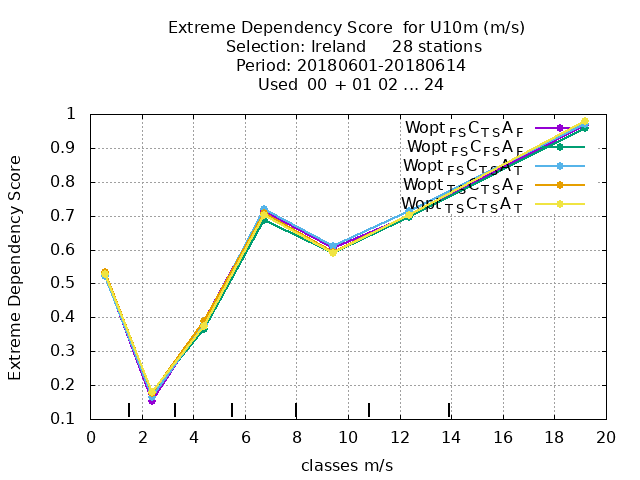 Extreme Dependency Score  for U10m (m/s)
Selection: Ireland     28 stations
Period: 20180601-20180614
Used  00 + 01 02 ... 24
Extreme Dependency Score
1
0.9
0.8
0.7
0.6
0.5
0.4
0.3
0.2
0.1
Wopt FS C TS A F
Wopt FS C FS A F
Wopt FS C TS A T
Wopt TS C TS A F
Wopt TS C TS A T
0 2 4 6 8 10 12 14 16 18 20
classes m/s